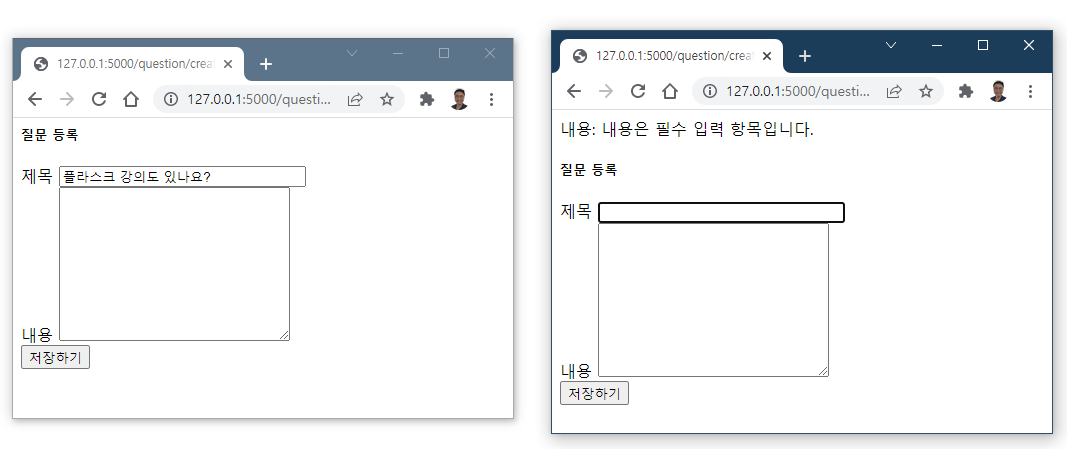 127.0.0.1:5000/question/creat
127.0.0.1:5000/questi...
질문 등록
제목 플라스크 강의도 있나요?
내용
저장하기
127.0.0.1:5000/question/creat
127.0.0.1:5000/questi...
내용: 내용은 필수 입력 항목입니다.
질문 등록
제목
내용
저장하기